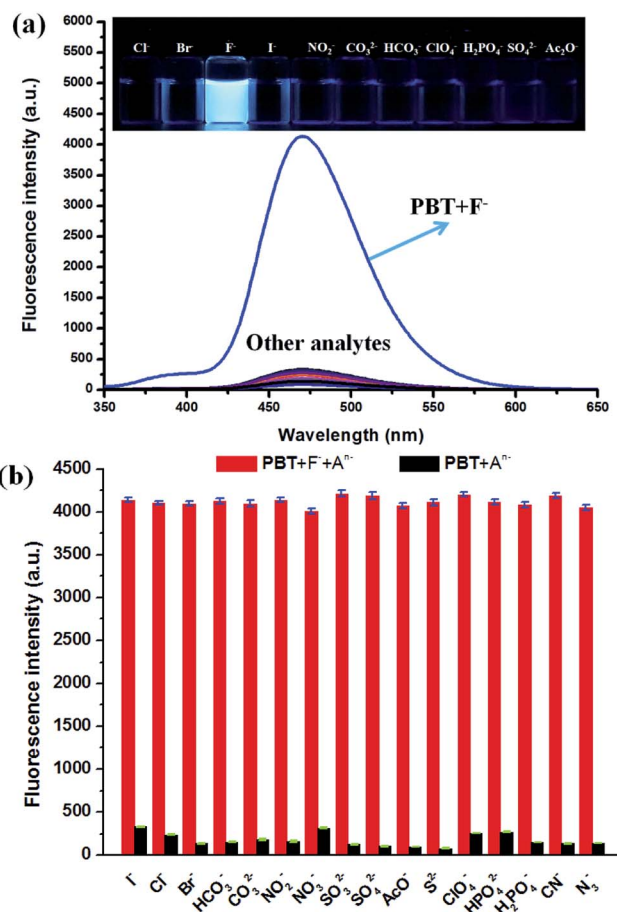 (a)
6000
5500
5000
4500
4000
3500
3000
2500
2000
1500
1000
500
0
Fluorescence intensity (a.u.)
Cl⁻ Br⁻ F⁻ I⁻ NO₂⁻ CO₃²⁻ HCO₃⁻ ClO₄⁻ H₂PO₄⁻ SO₄²⁻ Ac₂O⁻
PBT+F⁻
Other analytes
350 400 450 500 550 600 650
Wavelength (nm)
(b)
PBT+F⁻+Aⁿ⁻ PBT+Aⁿ⁻
4500
4000
3500
3000
2500
2000
1500
1000
500
0
Fluorescence intensity (a.u.)
I⁻ Cl⁻ Br⁻ HCO₃⁻ CO₃²⁻ NO₂⁻ NO₃⁻ SO₃²⁻ SO₄²⁻ AcO⁻ S²⁻ ClO₄⁻ HPO₄²⁻ H₂PO₄⁻ CN⁻ N₃⁻